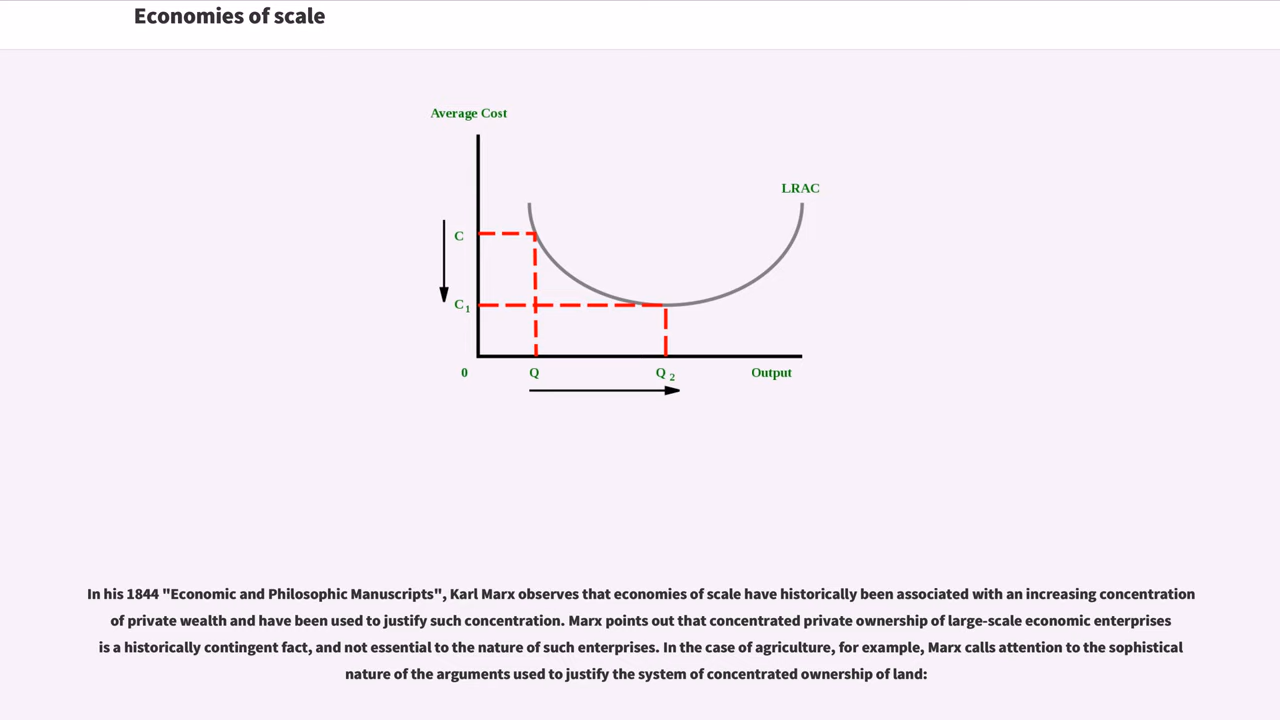 Economies of scale
Average Cost
LRAC
C
C1
0
Q
Q 2
Output
In his 1844 "Economic and Philosophic Manuscripts", Karl Marx observes that economies of scale have historically been associated with an increasing concentration
of private wealth and have been used to justify such concentration. Marx points out that concentrated private ownership of large-scale economic enterprises
is a historically contingent fact, and not essential to the nature of such enterprises. In the case of agriculture, for example, Marx calls attention to the sophistical
nature of the arguments used to justify the system of concentrated ownership of land: